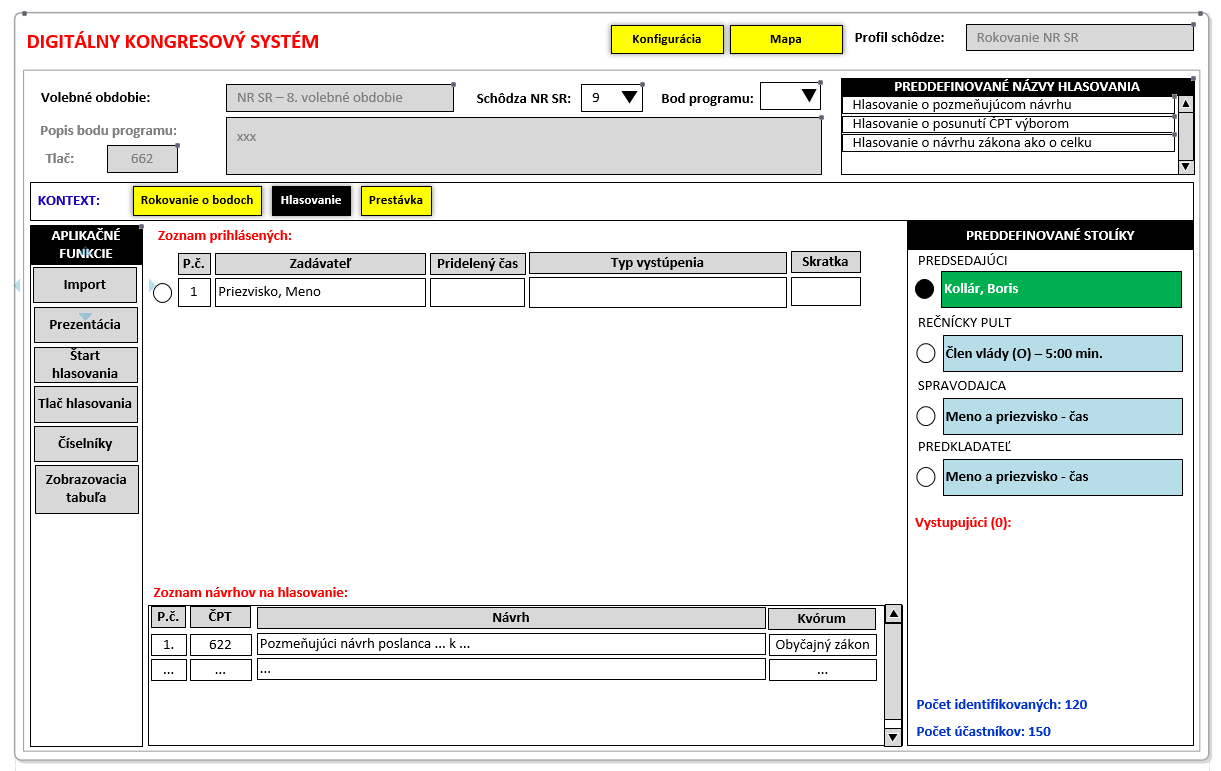 DIGITÁLNY KONGRESOVÝ SYSTÉM
Konfigurácia
Mapa
Profil schôdze:
Rokovanie NR SR
Volebné obdobie:
NR SR – 8. volebné obdobie
Schôdza NR SR:
9
Bod programu:
Popis bodu programu:
xxx
Tlač:
662
PREDDEFINOVANÉ NÁZVY HLASOVANIA
Hlasovanie o pozmeňujúcom návrhu
Hlasovanie o posunutí ČPT výborom
Hlasovanie o návrhu zákona ako o celku
KONTEXT:
Rokovanie o bodoch
Hlasovanie
Prestávka
APLIKAČNÉ
FUNKCIE
Import
Prezentácia
Štart
hlasovania
Tlač hlasovania
Číselníky
Zobrazovacia
tabuľa
Zoznam prihlásených:
P.č.
Zadávateľ
Pridelený čas
Typ vystúpenia
Skratka
1
Priezvisko, Meno
Zoznam návrhov na hlasovanie:
P.č.
ČPT
Návrh
Kvórum
1.
622
Pozmeňujúci návrh poslanca ... k ...
Obyčajný zákon
...
...
...
...
PREDDEFINOVANÉ STOLÍKY
PREDSEDAJÚCI
Kollár, Boris
REČNÍCKY PULT
Člen vlády (O) – 5:00 min.
SPRAVODAJCA
Meno a priezvisko - čas
PREDKLADATEĽ
Meno a priezvisko - čas
Vystupujúci (0):
Počet identifikovaných: 120
Počet účastníkov: 150